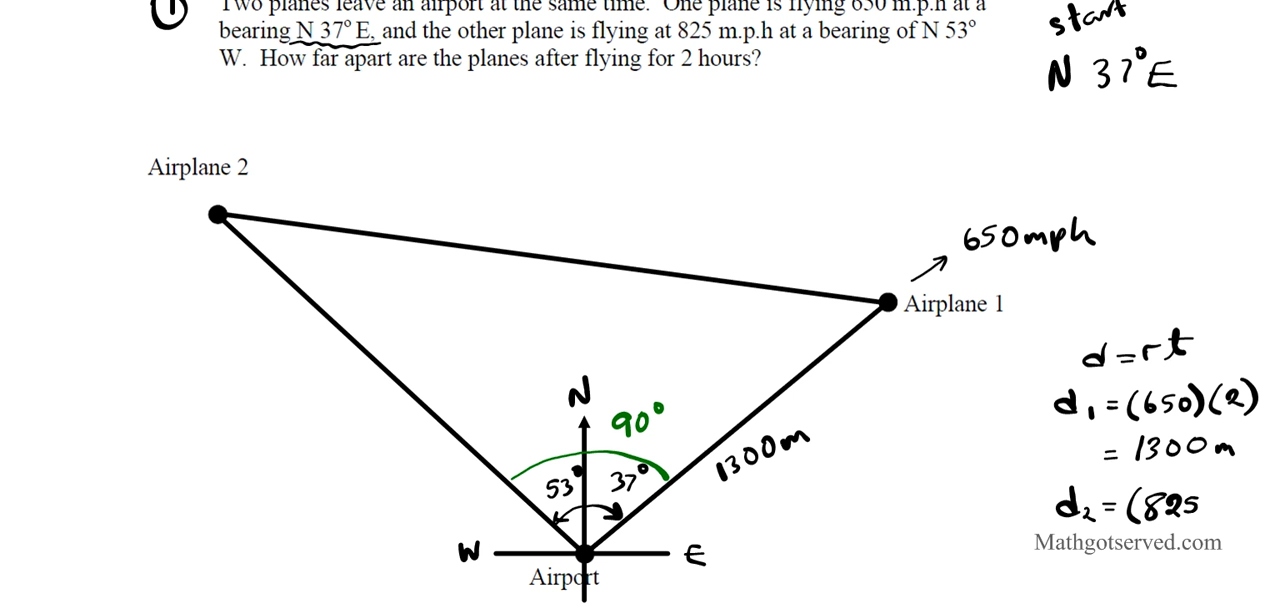 1
Two planes leave an airport at the same time. One plane is flying 650 m.p.h at a
bearing N 37° E, and the other plane is flying at 825 m.p.h at a bearing of N 53°
W. How far apart are the planes after flying for 2 hours?
start
N 37° E
Airplane 2
650mph
Airplane 1
d = rt
d₁ = (650)(2)
= 1300 m
d₂ = (825
N
90°
1300m
53°
37°
W
E
Airport
Mathgotserved.com